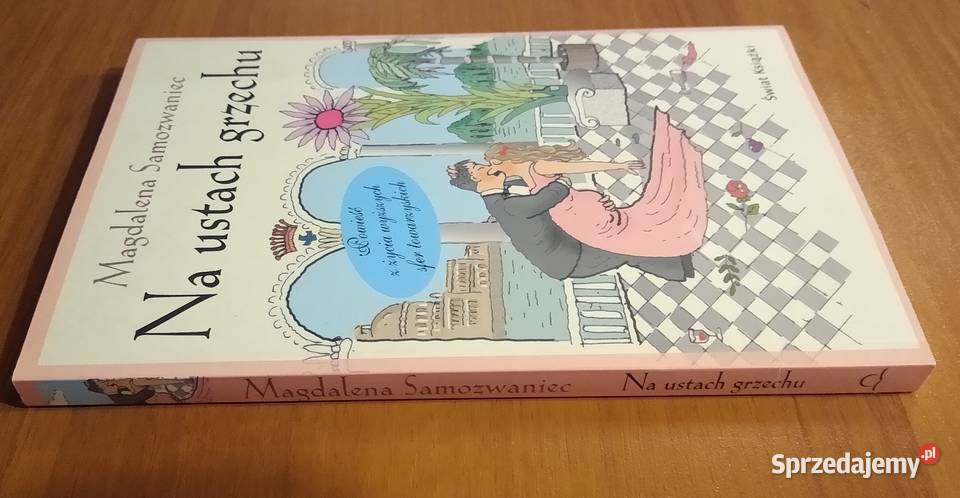 Magdalena Samozwaniec
Na ustach grzechu
Powieść
z życia wyższych
sfer towarzyskich
Świat Książki
Magdalena Samozwaniec Na ustach grzechu
Sprzedajemy.pl